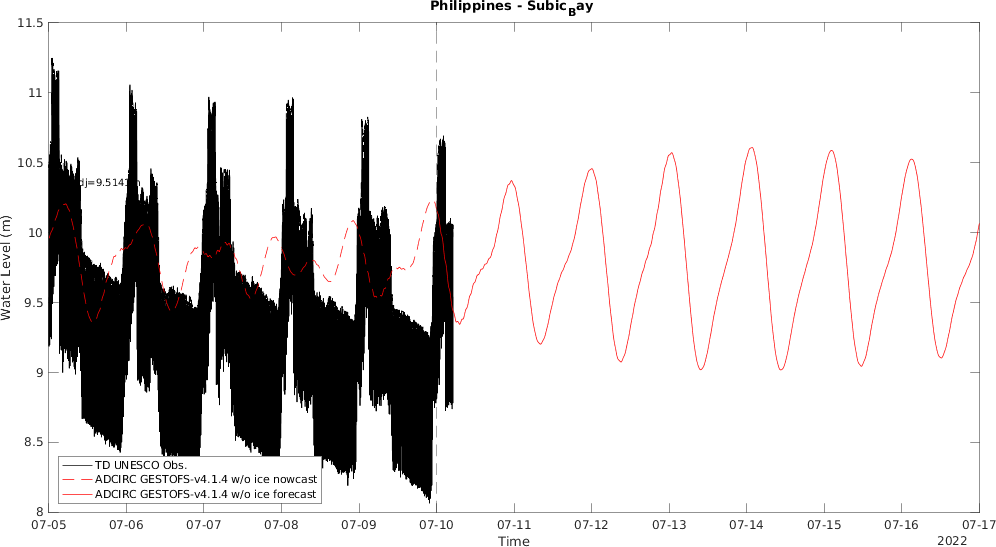 Philippines - Subic_Bay
11.5
11
10.5
10
9.5
9
8.5
8
Water Level (m)
TD UNESCO Obs.
ADCIRC GESTOFS-v4.1.4 w/o ice nowcast
ADCIRC GESTOFS-v4.1.4 w/o ice forecast
07-05 07-06 07-07 07-08 07-09 07-10 07-11 07-12 07-13 07-14 07-15 07-16 07-17
Time
2022